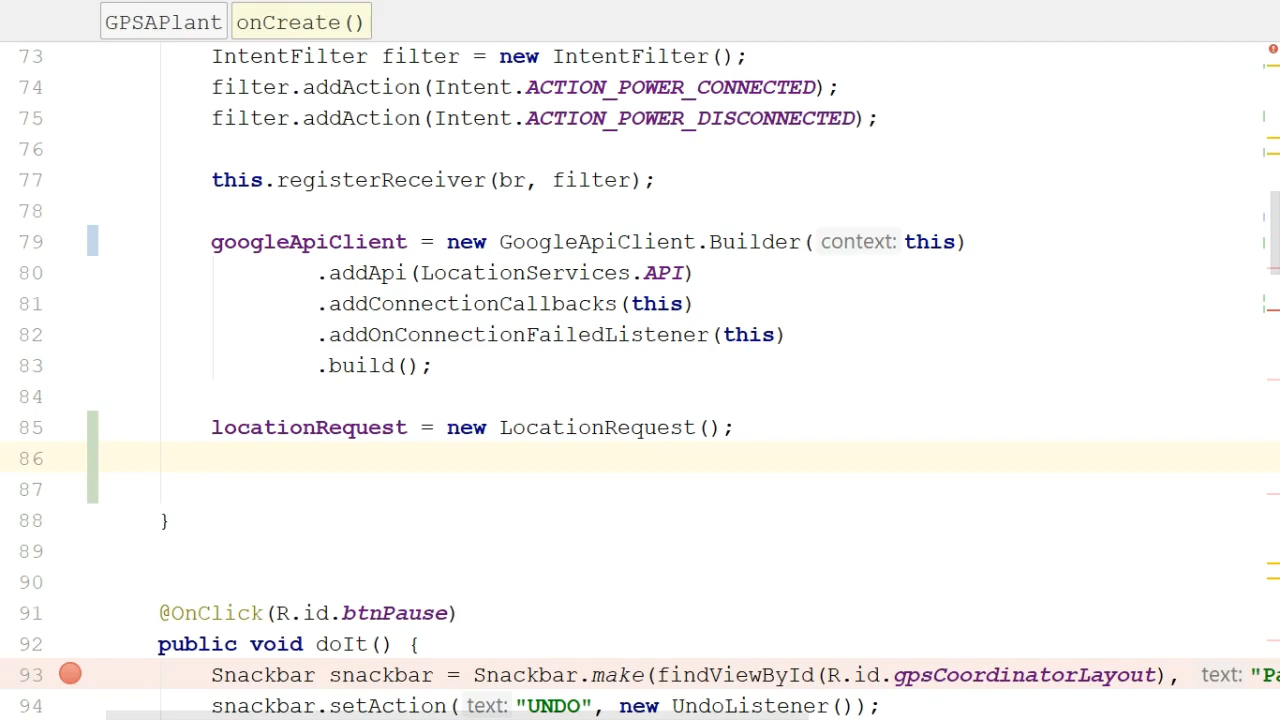 GPSAPlant onCreate()
73 IntentFilter filter = new IntentFilter();
74 filter.addAction(Intent.ACTION_POWER_CONNECTED);
75 filter.addAction(Intent.ACTION_POWER_DISCONNECTED);
76
77 this.registerReceiver(br, filter);
78
79 googleApiClient = new GoogleApiClient.Builder( context: this)
80 .addApi(LocationServices.API)
81 .addConnectionCallbacks(this)
82 .addOnConnectionFailedListener(this)
83 .build();
84
85 locationRequest = new LocationRequest();
86
87
88 }
89
90
91 @OnClick(R.id.btnPause)
92 public void doIt() {
93 Snackbar snackbar = Snackbar.make(findViewById(R.id.gpsCoordinatorLayout), text:
94 snackbar.setAction( text: "UNDO", new UndoListener());